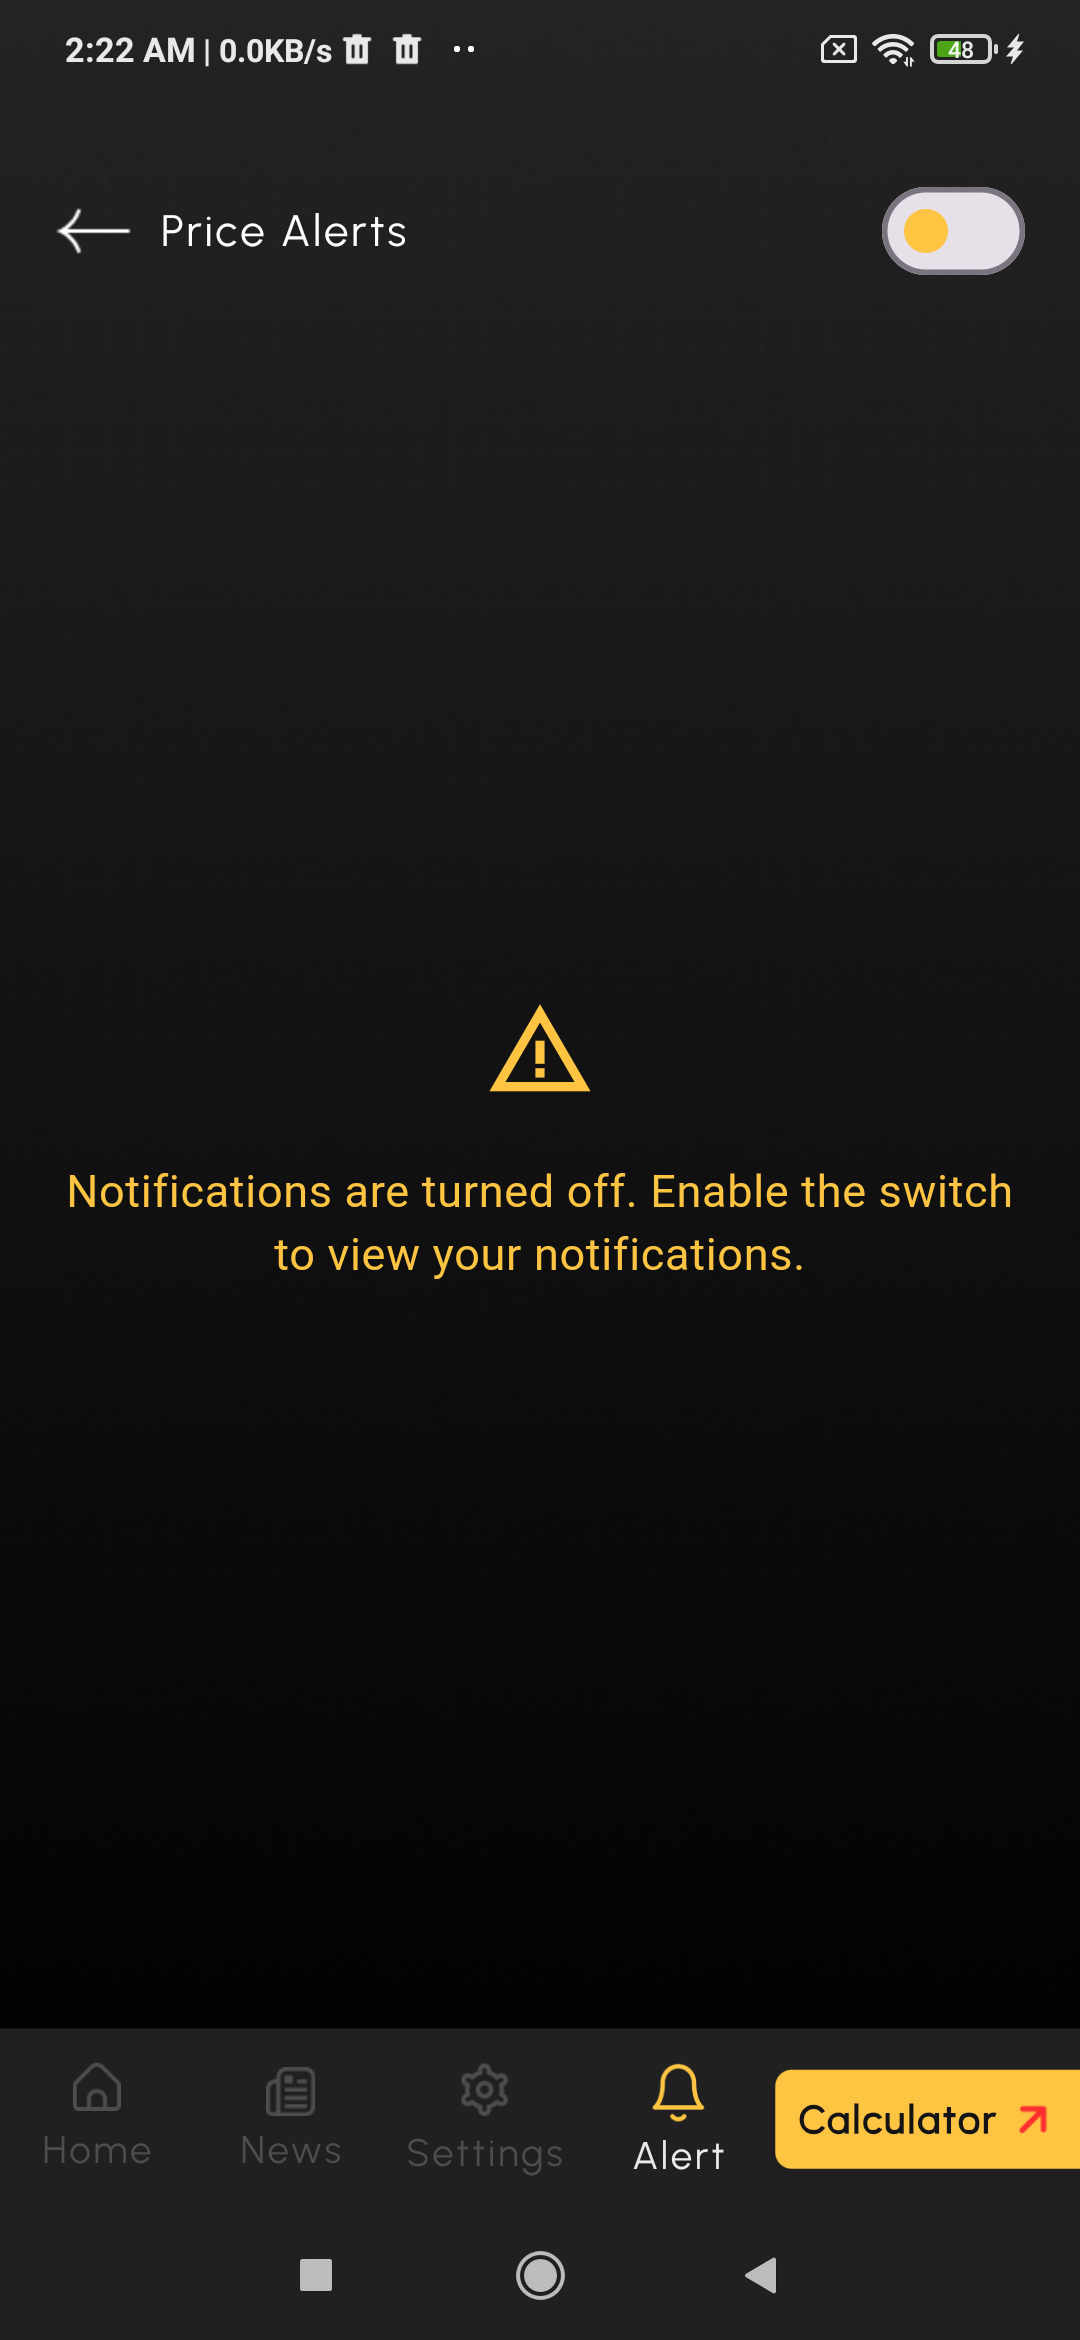 2:22 AM | 0.0KB/s
48
Price Alerts
Notifications are turned off. Enable the switch
to view your notifications.
Home
News
Settings
Alert
Calculator